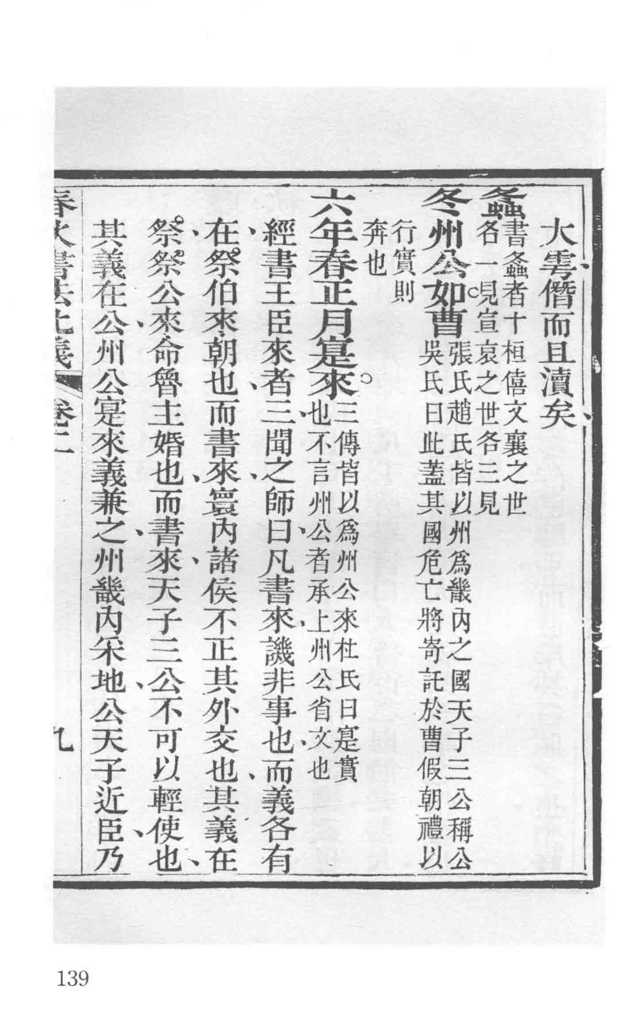 大雩僭而且瀆矣
螽書螽者十桓僖文襄之世
各一見宣哀之世各三見
冬州公如曹張氏趙氏皆以州爲畿內之國天子三公稱公
吳氏曰此蓋其國危亡將寄託於曹假朝禮以
行實則
奔也
六年春正月寔來三傳皆以爲州公來杜氏曰寔實
也不言州公者承上州公省文也
經書王臣來者三聞之師曰凡書來譏非事也而義各有
在祭伯來朝也而書來寰內諸侯不正其外交也其義在
祭祭公來命魯主婚也而書來天子三公不可以輕使也
其義在公州公寔來義兼之州畿內采地公天子近臣乃
春秋書法比義 卷二 九
139